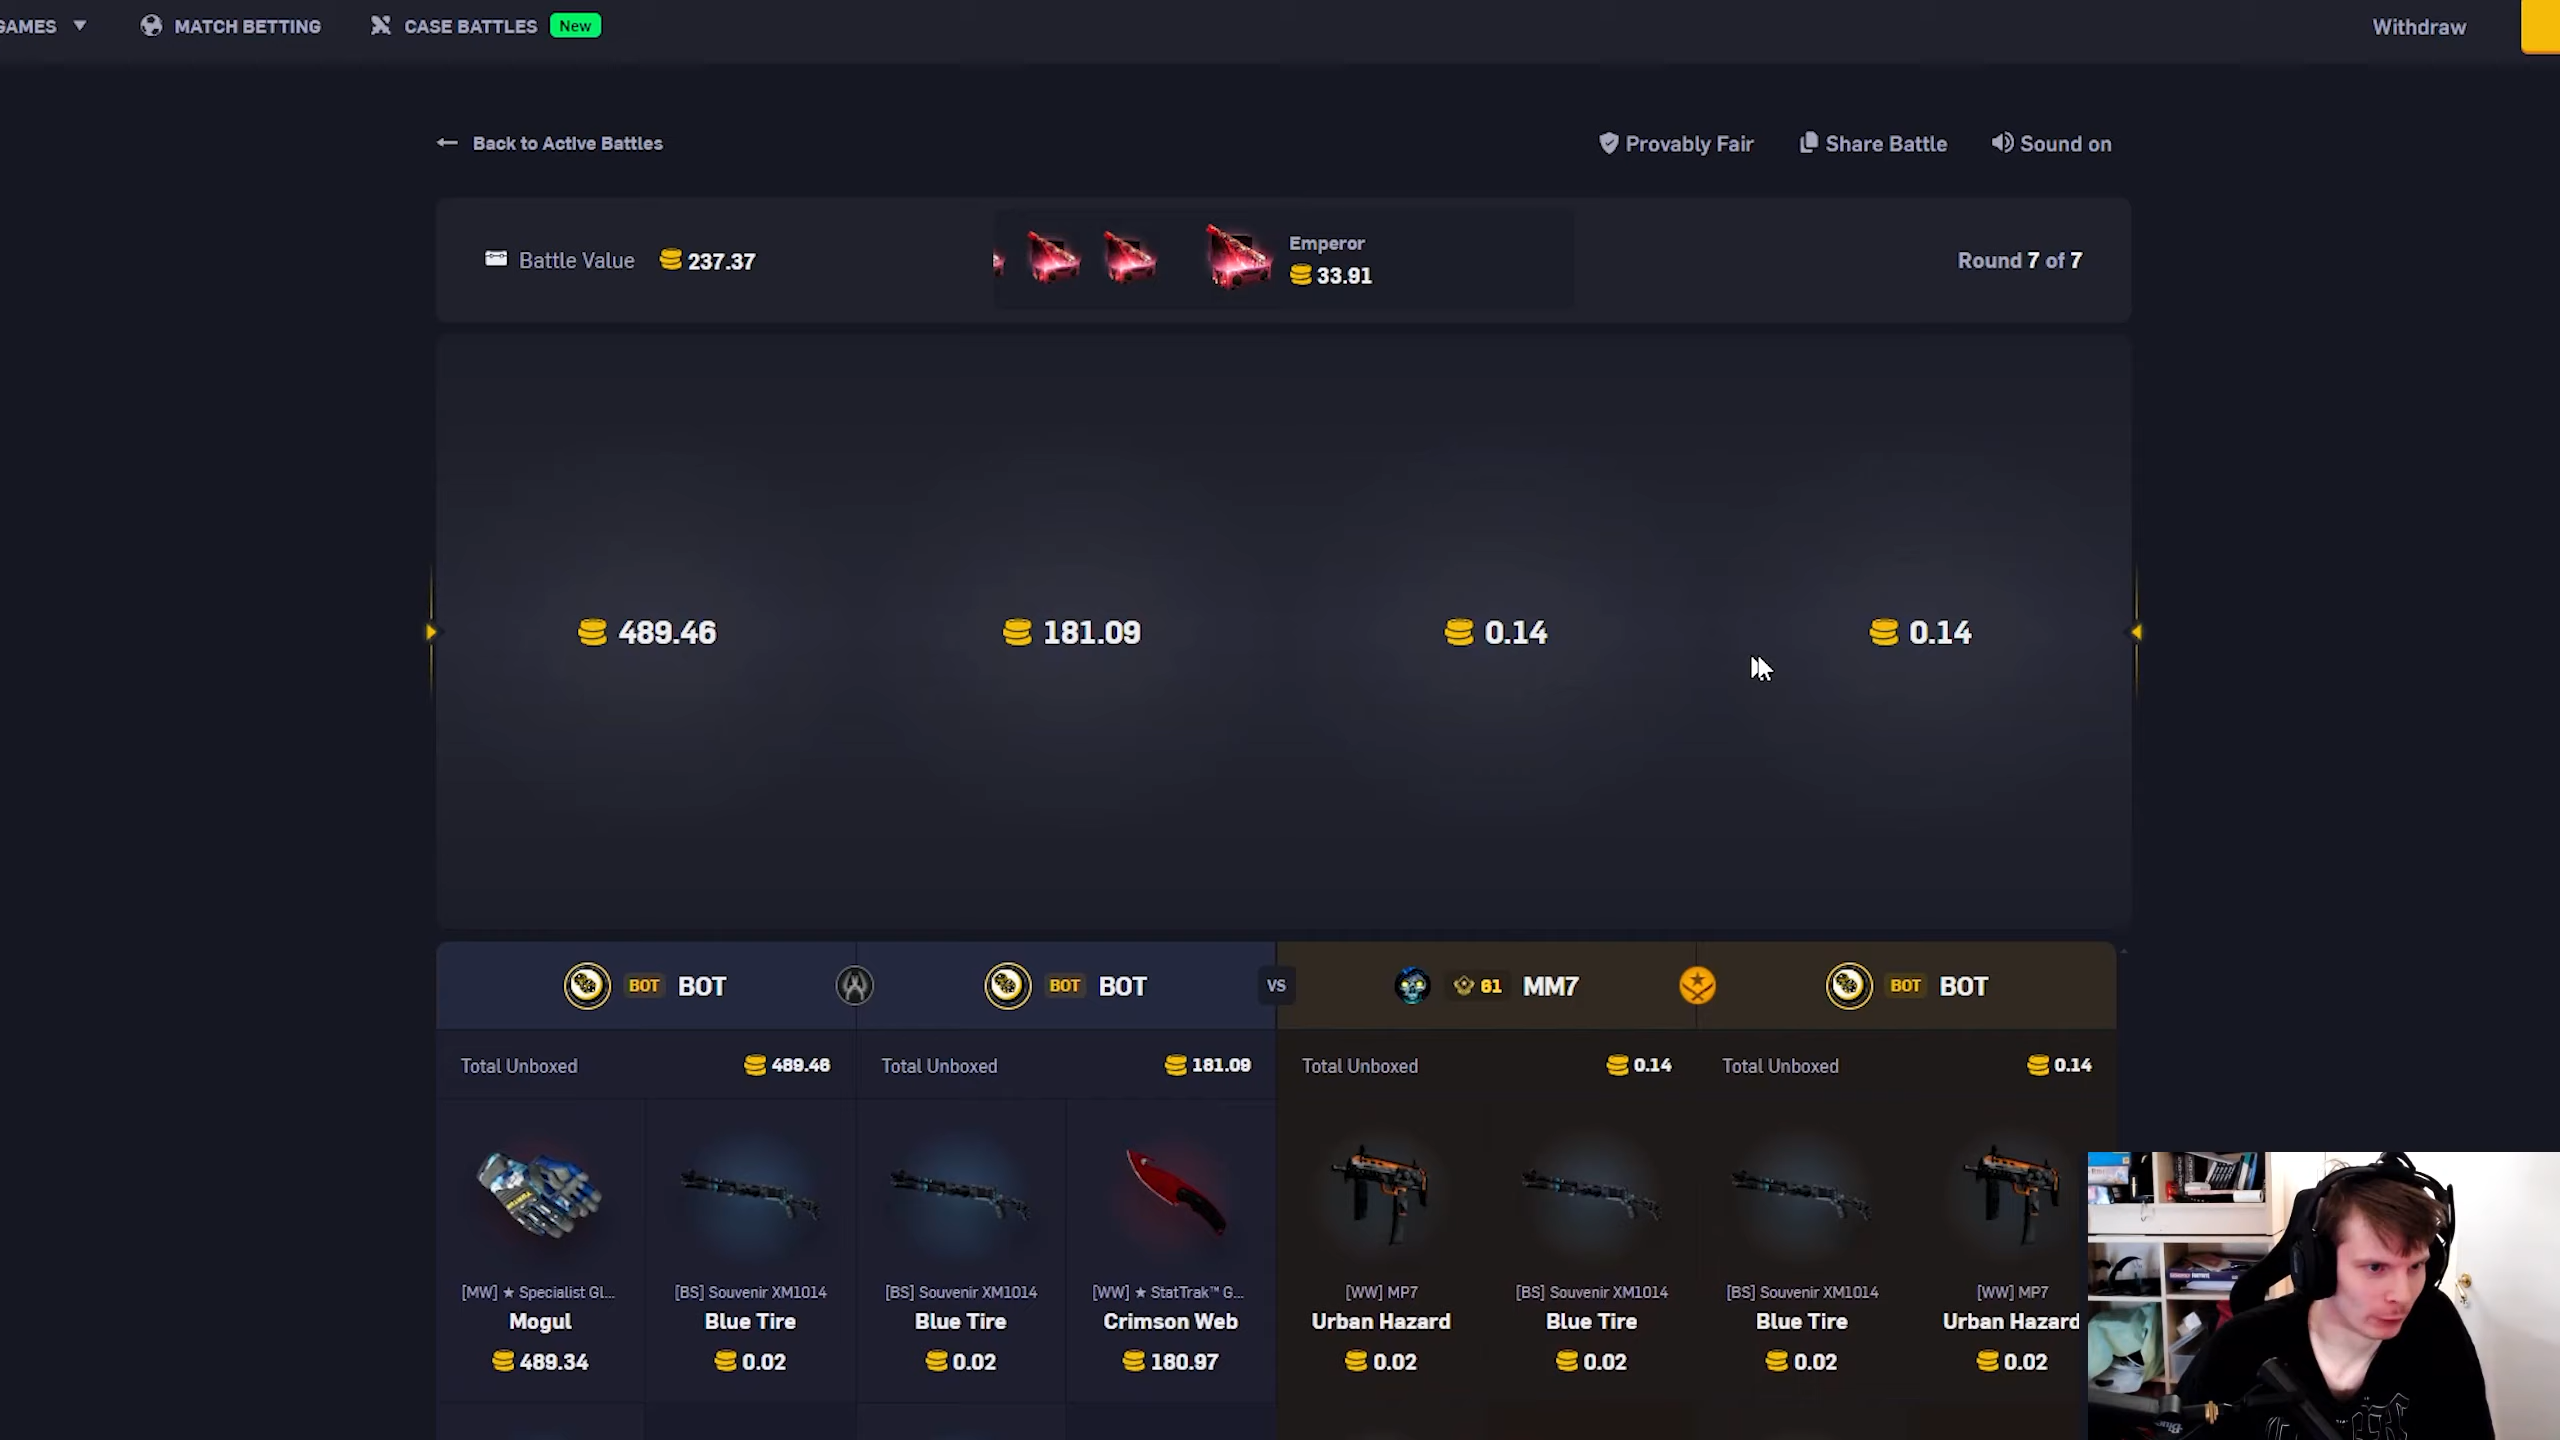 GAMES
MATCH BETTING
CASE BATTLES New
Withdraw
Back to Active Battles
Provably Fair
Share Battle
Sound on
Battle Value 237.37
Emperor
33.91
Round 7 of 7
489.46
181.09
0.14
0.14
BOT BOT
BOT BOT
VS
61 MM7
BOT BOT
Total Unboxed 489.46
Total Unboxed 181.09
Total Unboxed 0.14
Total Unboxed 0.14
[MW] ★ Specialist Gl...
Mogul
489.34
[BS] Souvenir XM1014
Blue Tire
0.02
[BS] Souvenir XM1014
Blue Tire
0.02
[WW] ★ StatTrak™ G...
Crimson Web
180.97
[WW] MP7
Urban Hazard
0.02
[BS] Souvenir XM1014
Blue Tire
0.02
[BS] Souvenir XM1014
Blue Tire
0.02
[WW] MP7
Urban Hazard
0.02